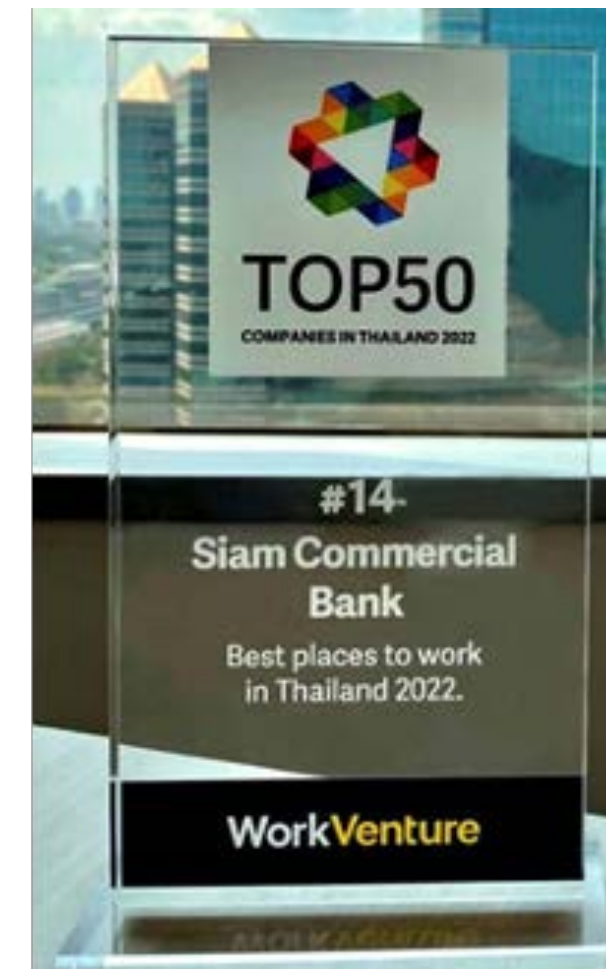 TOP50
COMPANIES IN THAILAND 2022
#14
Siam Commercial
Bank
Best places to work
in Thailand 2022.
WorkVenture